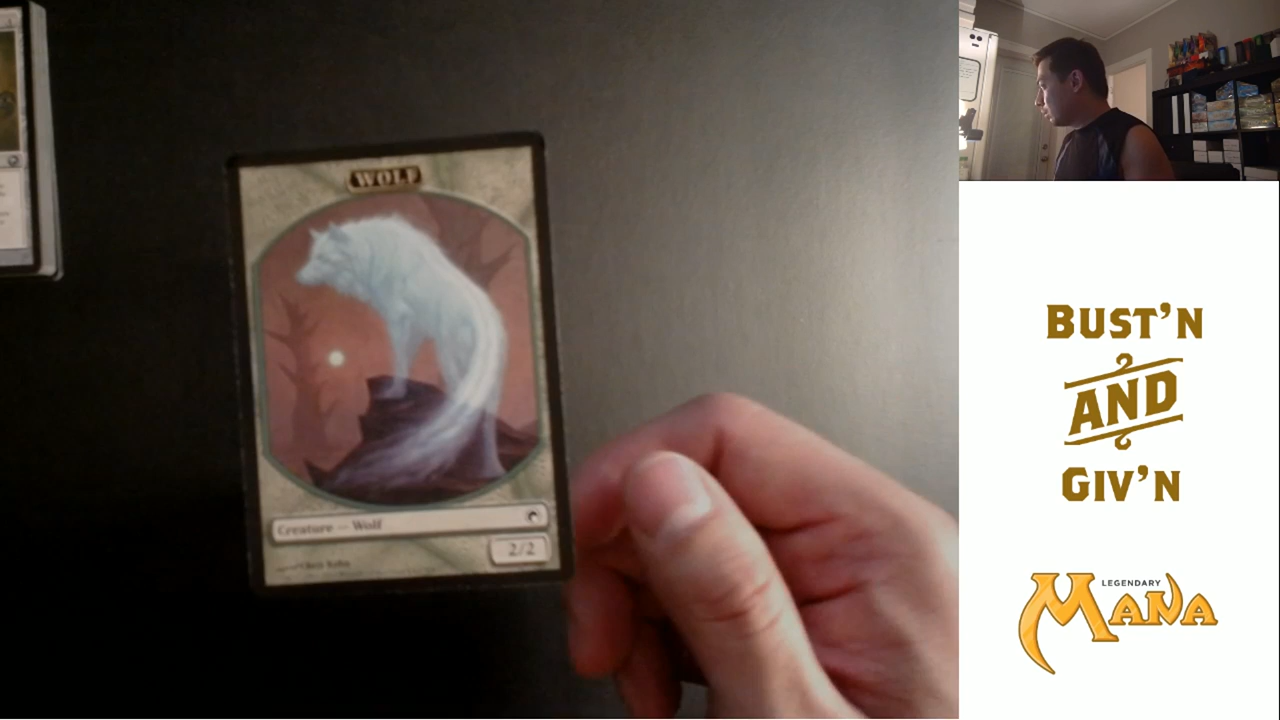 WOLF
Creature — Wolf
2/2
BUST'N
AND
GIV'N
LEGENDARY
MANA